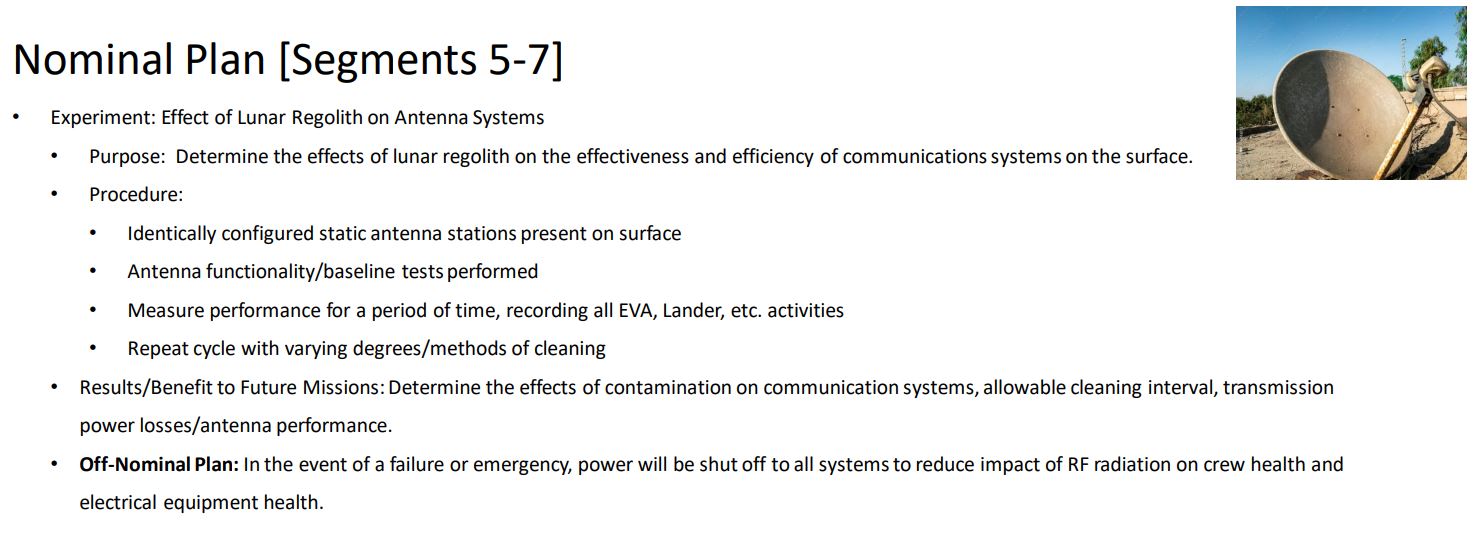 Nominal Plan [Segments 5-7]
• Experiment: Effect of Lunar Regolith on Antenna Systems
• Purpose: Determine the effects of lunar regolith on the effectiveness and efficiency of communications systems on the surface.
• Procedure:
• Identically configured static antenna stations present on surface
• Antenna functionality/baseline tests performed
• Measure performance for a period of time, recording all EVA, Lander, etc. activities
• Repeat cycle with varying degrees/methods of cleaning
• Results/Benefit to Future Missions: Determine the effects of contamination on communication systems, allowable cleaning interval, transmission
power losses/antenna performance.
• Off-Nominal Plan: In the event of a failure or emergency, power will be shut off to all systems to reduce impact of RF radiation on crew health and
electrical equipment health.